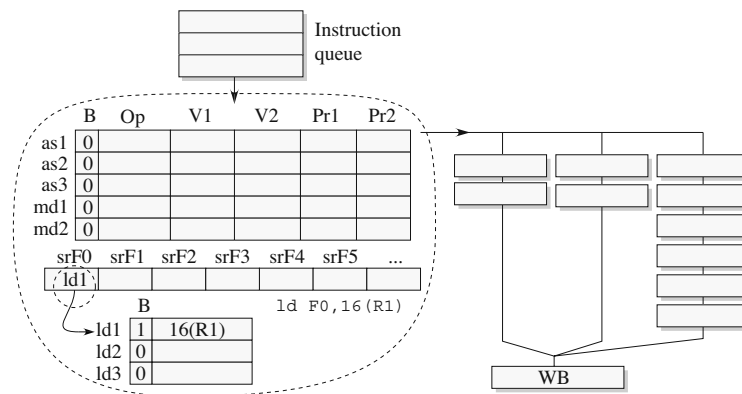 Instruction
queue
B Op V1 V2 Pr1 Pr2
as1 0
as2 0
as3 0
md1 0
md2 0
srF0 srF1 srF2 srF3 srF4 srF5 ...
ld1
B
ld F0,16(R1)
ld1 1 16(R1)
ld2 0
ld3 0
WB